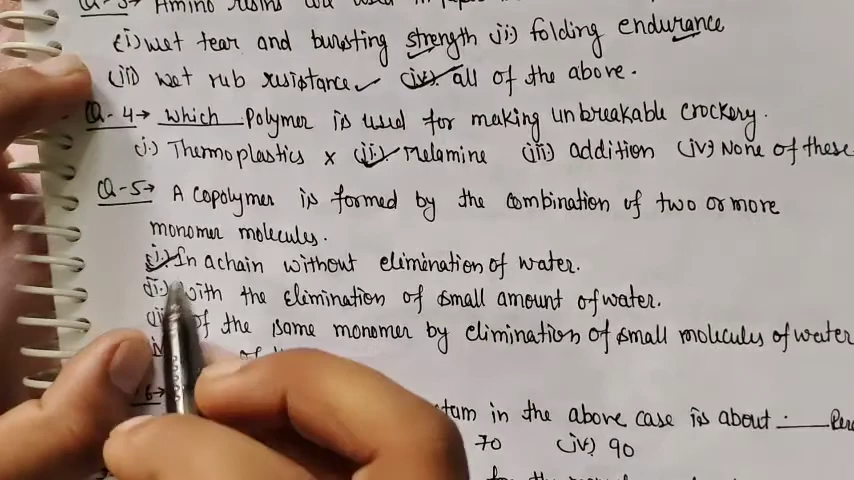 Q-3→ Amino resins are used in
(i) wet tear and bursting strength (ii) folding endurance
(iii) wet rub resistance (iv) all of the above.
Q-4→ which Polymer is used for making unbreakable crockery.
(i) Thermoplastics x (ii) Melamine (iii) addition (iv) None of these
Q-5→ A copolymer is formed by the combination of two or more
monomer molecules.
(i) In a chain without elimination of water.
(ii) with the elimination of small amount of water.
of the same monomer by elimination of small molecules of water
of
6→ in the above case is about :
70 (iv) 90